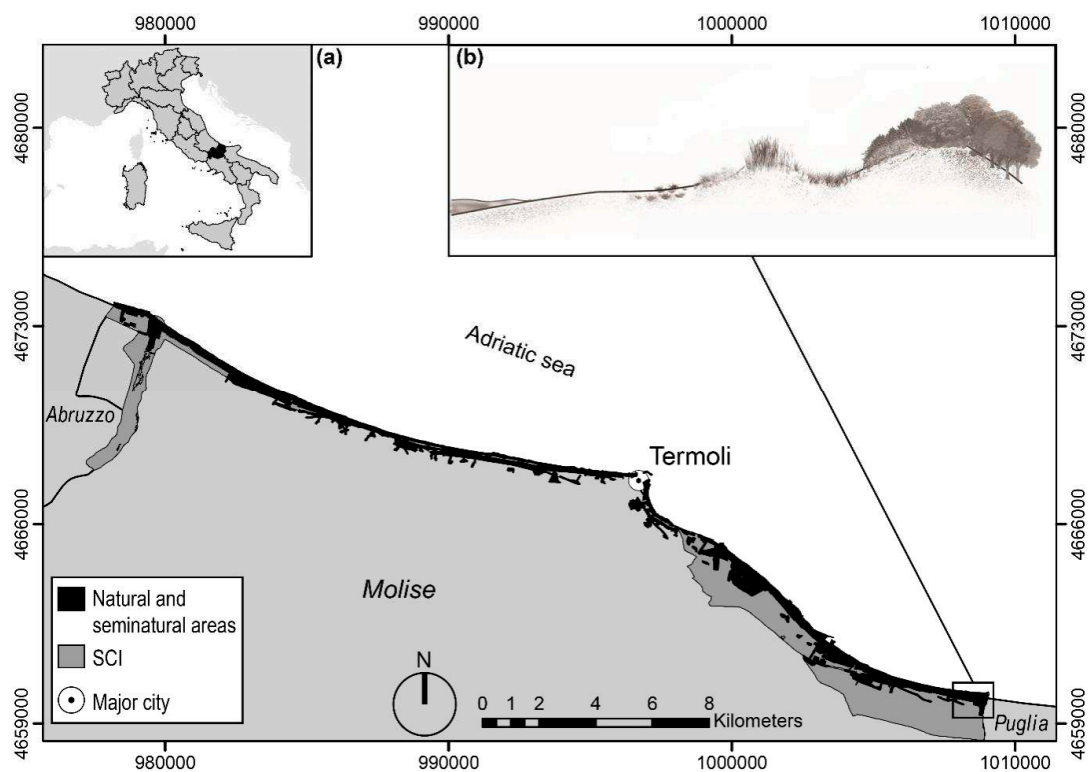 980000 990000 1000000 1010000
(a)
(b)
4680000
4680000
4673000
4673000
Adriatic sea
Abruzzo
Termoli
4666000
4666000
Molise
Natural and
seminatural areas
SCI
Major city
N
0 1 2 4 6 8
Kilometers
Puglia
4659000
4659000
980000 990000 1000000 1010000